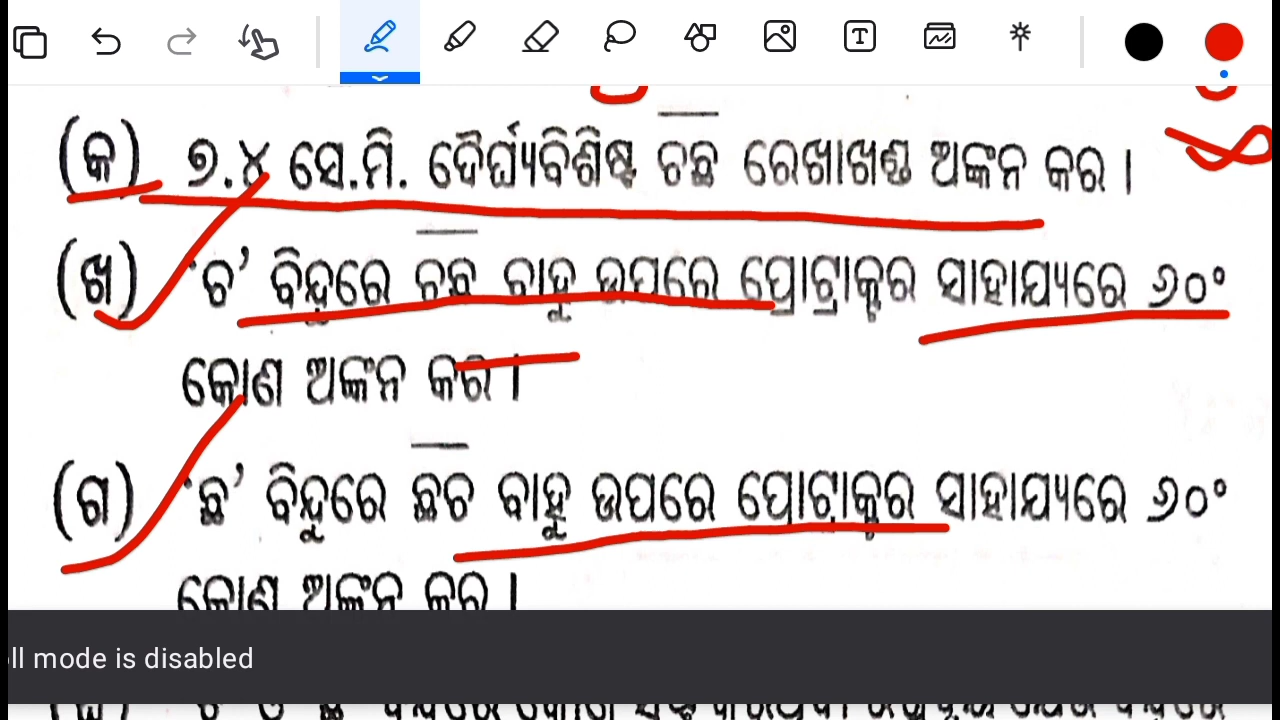 (କ) ୭.୪ ସେ.ମି. ଦୈର୍ଘ୍ୟବିଶିଷ୍ଟ ଚଛ ରେଖାଖଣ୍ଡ ଅଙ୍କନ କର ।
(ଖ) ‘ଚ’ ବିନ୍ଦୁରେ ଚଛ ବାହୁ ଉପରେ ପ୍ରୋଟ୍ରାକ୍ଟର ସାହାଯ୍ୟରେ ୬୦°
କୋଣ ଅଙ୍କନ କର ।
(ଗ) ‘ଛ’ ବିନ୍ଦୁରେ ଛଚ ବାହୁ ଉପରେ ପ୍ରୋଟ୍ରାକ୍ଟର ସାହାଯ୍ୟରେ ୬୦°
କୋଣ ଅଙ୍କନ କର ।
ll mode is disabled